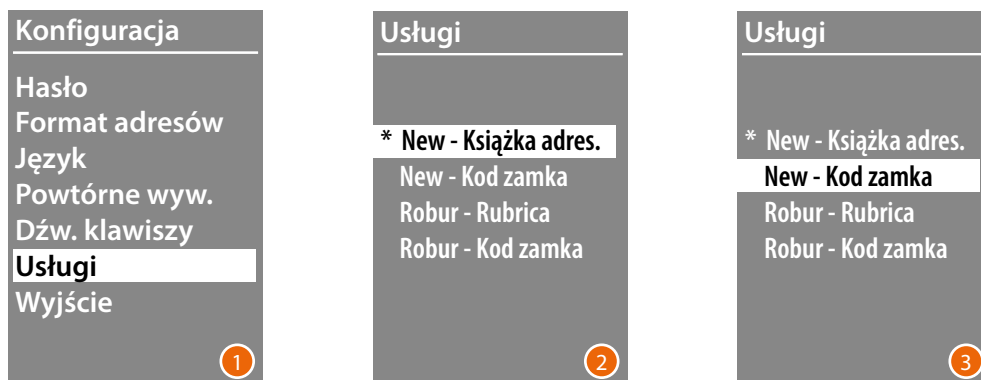 Konfiguracja
Hasło
Format adresów
Język
Powtórne wyw.
Dźw. klawiszy
Usługi
Wyjście
1
Usługi
* New - Książka adres.
New - Kod zamka
Robur - Rubrica
Robur - Kod zamka
2
Usługi
* New - Książka adres.
New - Kod zamka
Robur - Rubrica
Robur - Kod zamka
3